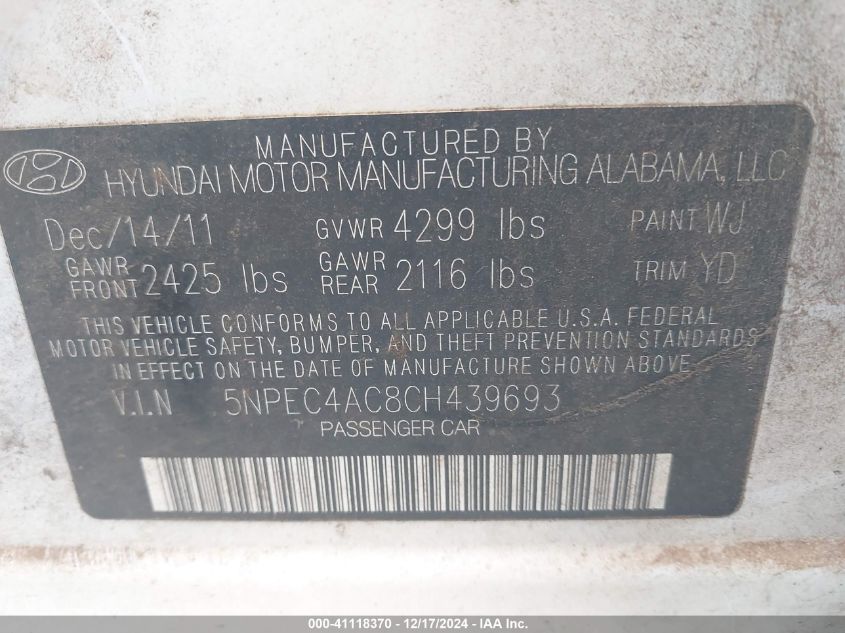 MANUFACTURED BY
HYUNDAI MOTOR MANUFACTURING ALABAMA, LLC
Dec/14/11 GVWR 4299 lbs PAINT WJ
GAWR FRONT 2425 lbs GAWR REAR 2116 lbs TRIM YD
THIS VEHICLE CONFORMS TO ALL APPLICABLE U.S.A. FEDERAL
MOTOR VEHICLE SAFETY, BUMPER, AND THEFT PREVENTION STANDARDS
IN EFFECT ON THE DATE OF MANUFACTURE SHOWN ABOVE.
V.I.N 5NPEC4AC8CH439693
PASSENGER CAR
000-41118370 - 12/17/2024 - IAA Inc.